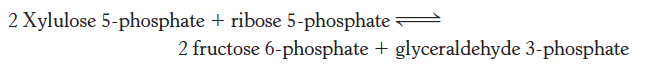 2 Xylulose 5-phosphate + ribose 5-phosphate ⇌
2 fructose 6-phosphate + glyceraldehyde 3-phosphate